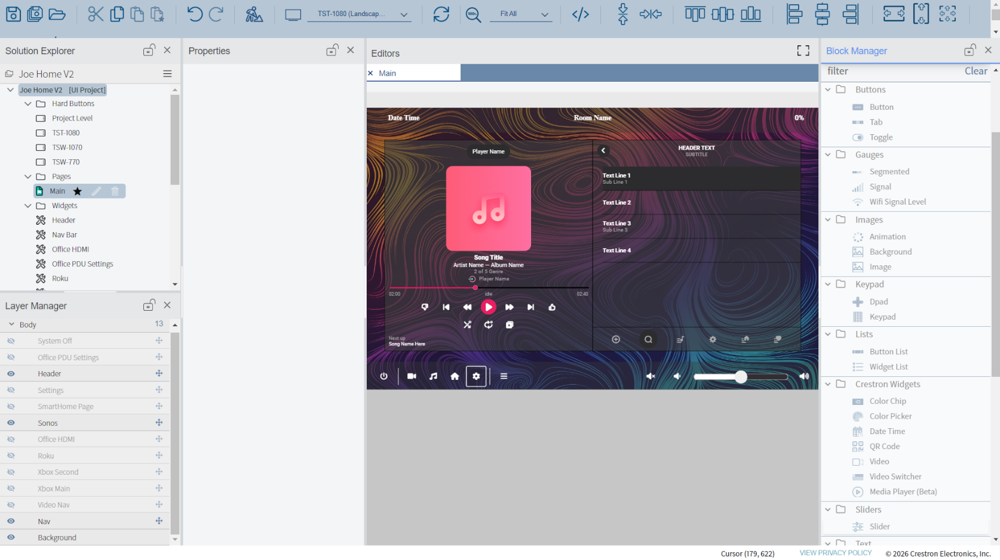 TST-1080 (Landscap...
100%
Fit All
Solution Explorer
Joe Home V2
Joe Home V2 [UI Project]
Hard Buttons
Project Level
TST-1080
TSW-1070
TSW-770
Pages
Main
Widgets
Header
Nav Bar
Office HDMI
Office PDU Settings
Roku
Layer Manager
Body 13
System Off
Office PDU Settings
Header
Settings
SmartHome Page
Sonos
Office HDMI
Roku
Xbox Second
Xbox Main
Video Nav
Nav
Background
Properties
Editors
Main
Date Time
Room Name
0%
Player Name
Song Title
Artist Name — Album Name
2 of 5 Genre
Player Name
02:00
idle
02:40
Next up
Song Name Here
HEADER TEXT
SUBTITLE
Text Line 1
Sub Line 1
Text Line 2
Text Line 3
Sub Line 3
Text Line 4
Block Manager
filter Clear
Buttons
Button
Tab
Toggle
Gauges
Segmented
Signal
Wifi Signal Level
Images
Animation
Background
Image
Keypad
Dpad
Keypad
Lists
Button List
Widget List
Crestron Widgets
Color Chip
Color Picker
Date Time
QR Code
Video
Video Switcher
Media Player (Beta)
Sliders
Slider
Text
Cursor (179, 622)
VIEW PRIVACY POLICY
© 2026 Crestron Electronics, Inc.